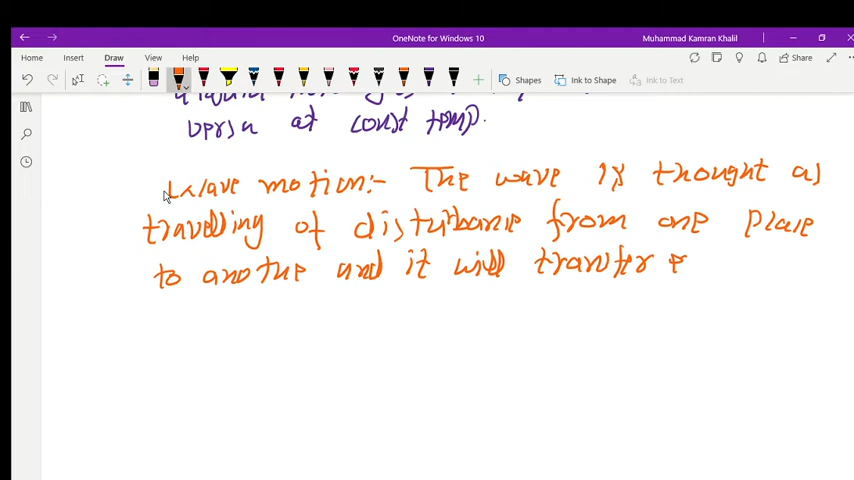 OneNote for Windows 10
Muhammad Kamran Khalil
Home Insert Draw View Help Share
Shapes Ink to Shape Ink to Text
at const temp.
wave motion:- The wave is thought as
travelling of disturbance from one place
to another and it will transfer e